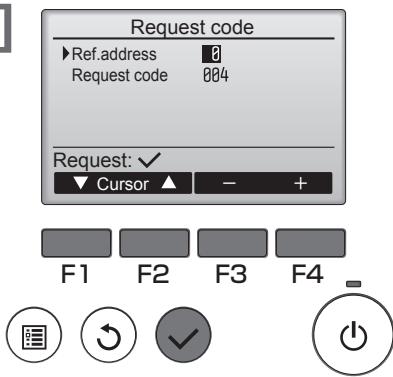 Request code
Ref.address 0
Request code 004
Request:
Cursor − +
F1 F2 F3 F4